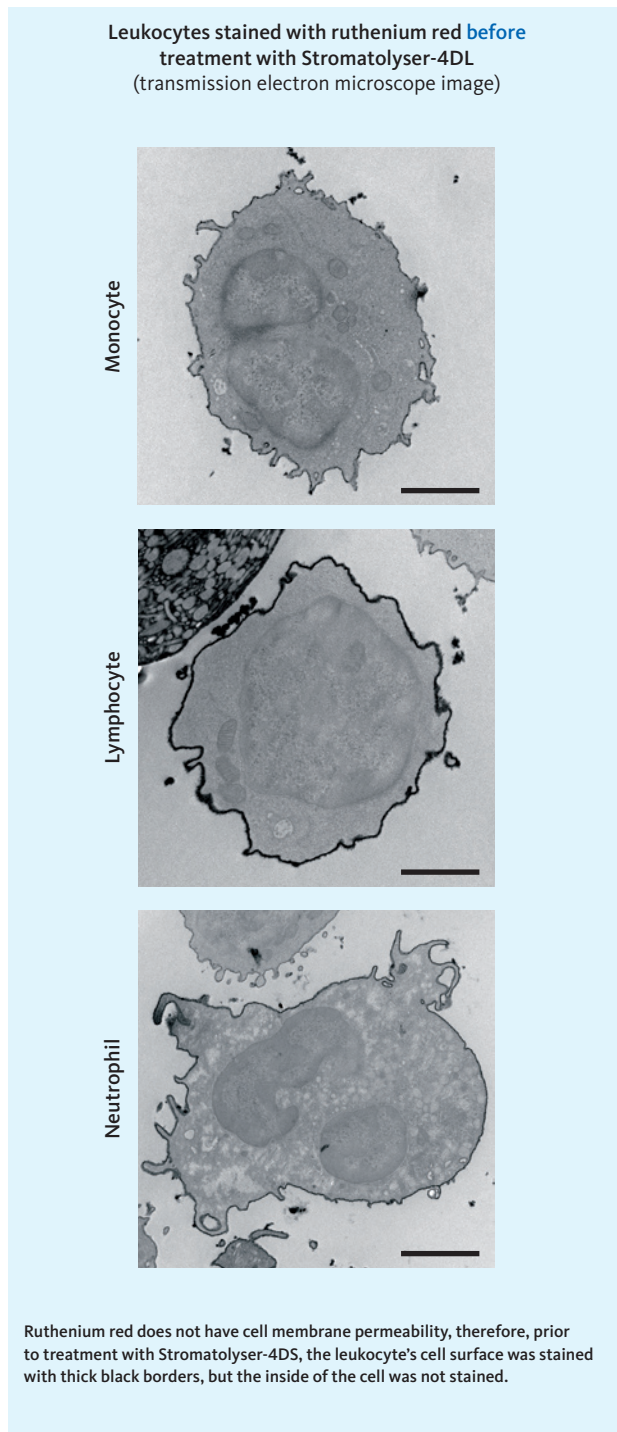 Leukocytes stained with ruthenium red before
treatment with Stromatolyser-4DL
(transmission electron microscope image)
Monocyte
Lymphocyte
Neutrophil
Ruthenium red does not have cell membrane permeability, therefore, prior
to treatment with Stromatolyser-4DS, the leukocyte's cell surface was stained
with thick black borders, but the inside of the cell was not stained.